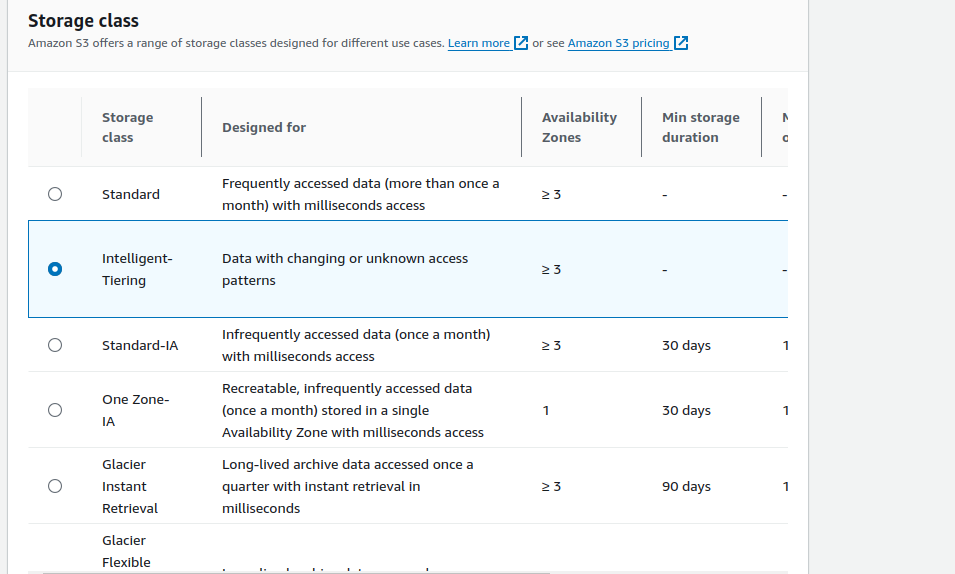 Storage class
Amazon S3 offers a range of storage classes designed for different use cases. Learn more or see Amazon S3 pricing
Storage class
Designed for
Availability Zones
Min storage duration
Standard
Frequently accessed data (more than once a
month) with milliseconds access
≥ 3
-
-
Intelligent-
Tiering
Data with changing or unknown access
patterns
≥ 3
-
-
Standard-IA
Infrequently accessed data (once a month)
with milliseconds access
≥ 3
30 days
1
One Zone-
IA
Recreatable, infrequently accessed data
(once a month) stored in a single
Availability Zone with milliseconds access
1
30 days
1
Glacier
Instant
Retrieval
Long-lived archive data accessed once a
quarter with instant retrieval in
milliseconds
≥ 3
90 days
1
Glacier
Flexible